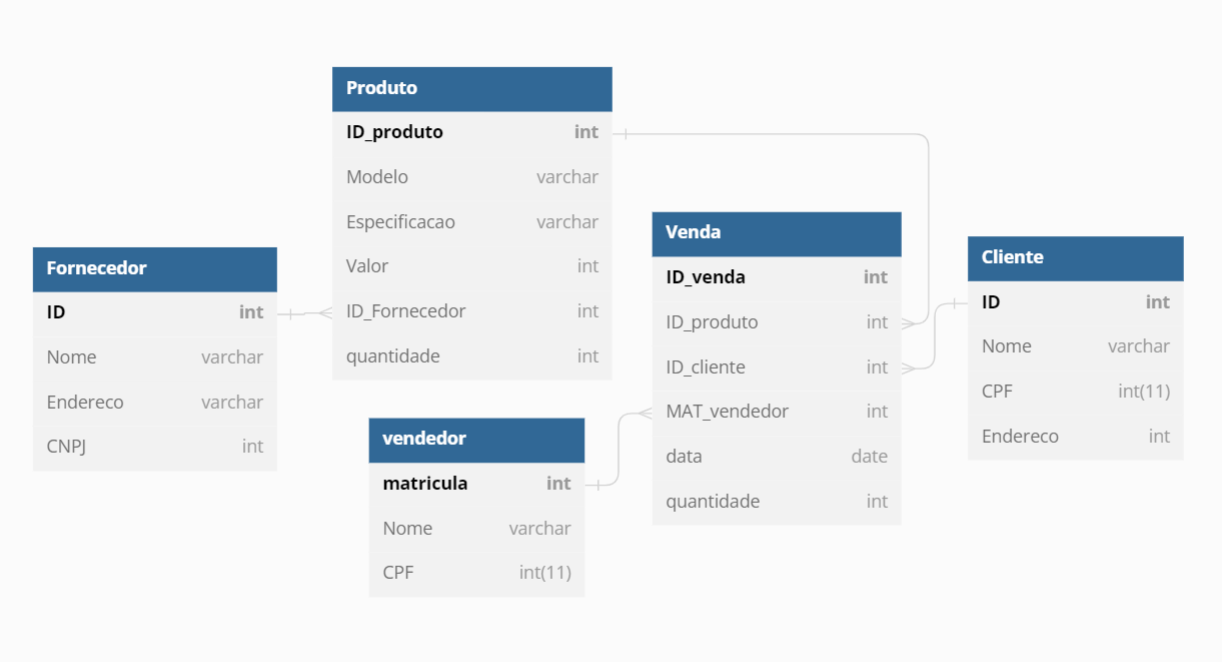 Produto
ID_produto int
Modelo varchar
Especificacao varchar
Valor int
ID_Fornecedor int
quantidade int
Fornecedor
ID int
Nome varchar
Endereco varchar
CNPJ int
vendedor
matricula int
Nome varchar
CPF int(11)
Venda
ID_venda int
ID_produto int
ID_cliente int
MAT_vendedor int
data date
quantidade int
Cliente
ID int
Nome varchar
CPF int(11)
Endereco int